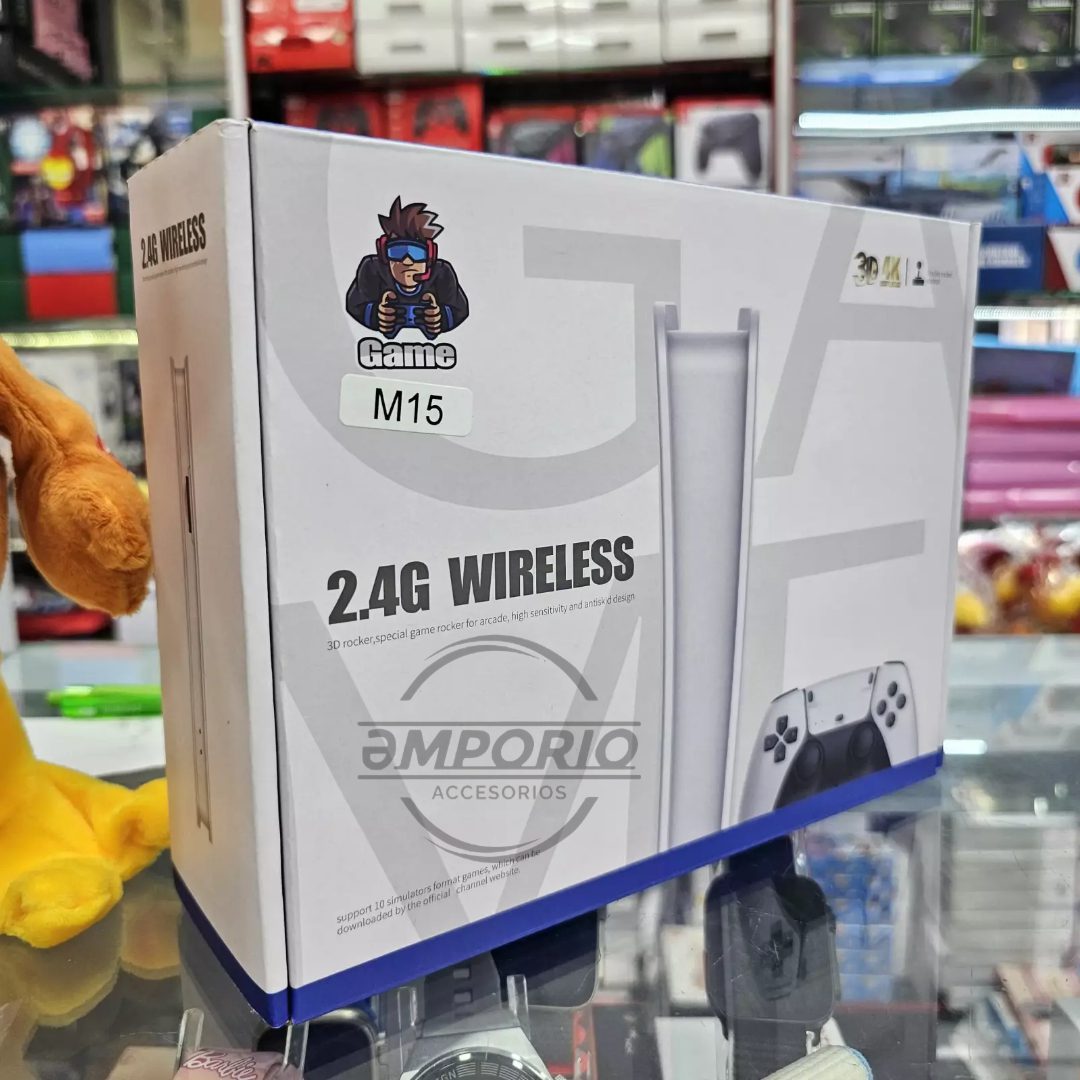 2.4G WIRELESS
Game
M15
3D 4K
GAME
2.4G WIRELESS
3D rocker,special game rocker for arcade, high sensitivity and antiskid design
ƏMPORIO
ACCESORIOS
support 10 simulators format games, which can be
downloaded by the official channel website.
Barbie